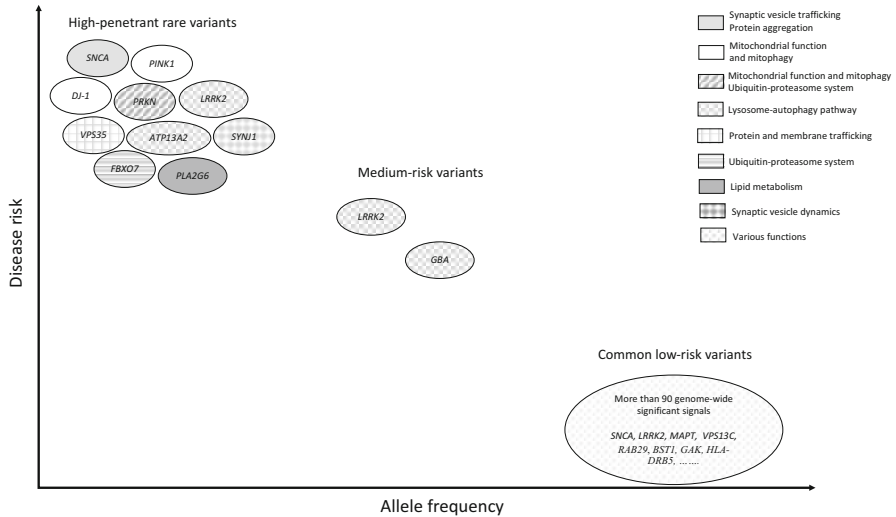 High-penetrant rare variants
SNCA
PINK1
DJ-1
PRKN
LRRK2
VPS35
ATP13A2
SYNJ1
FBXO7
PLA2G6
Medium-risk variants
LRRK2
GBA
Common low-risk variants
More than 90 genome-wide
significant signals
SNCA, LRRK2, MAPT, VPS13C,
RAB29, BST1, GAK, HLA-
DRB5, .......
Disease risk
Allele frequency
Synaptic vesicle trafficking
Protein aggregation
Mitochondrial function
and mitophagy
Mitochondrial function and mitophagy
Ubiquitin-proteasome system
Lysosome-autophagy pathway
Protein and membrane trafficking
Ubiquitin-proteasome system
Lipid metabolism
Synaptic vesicle dynamics
Various functions